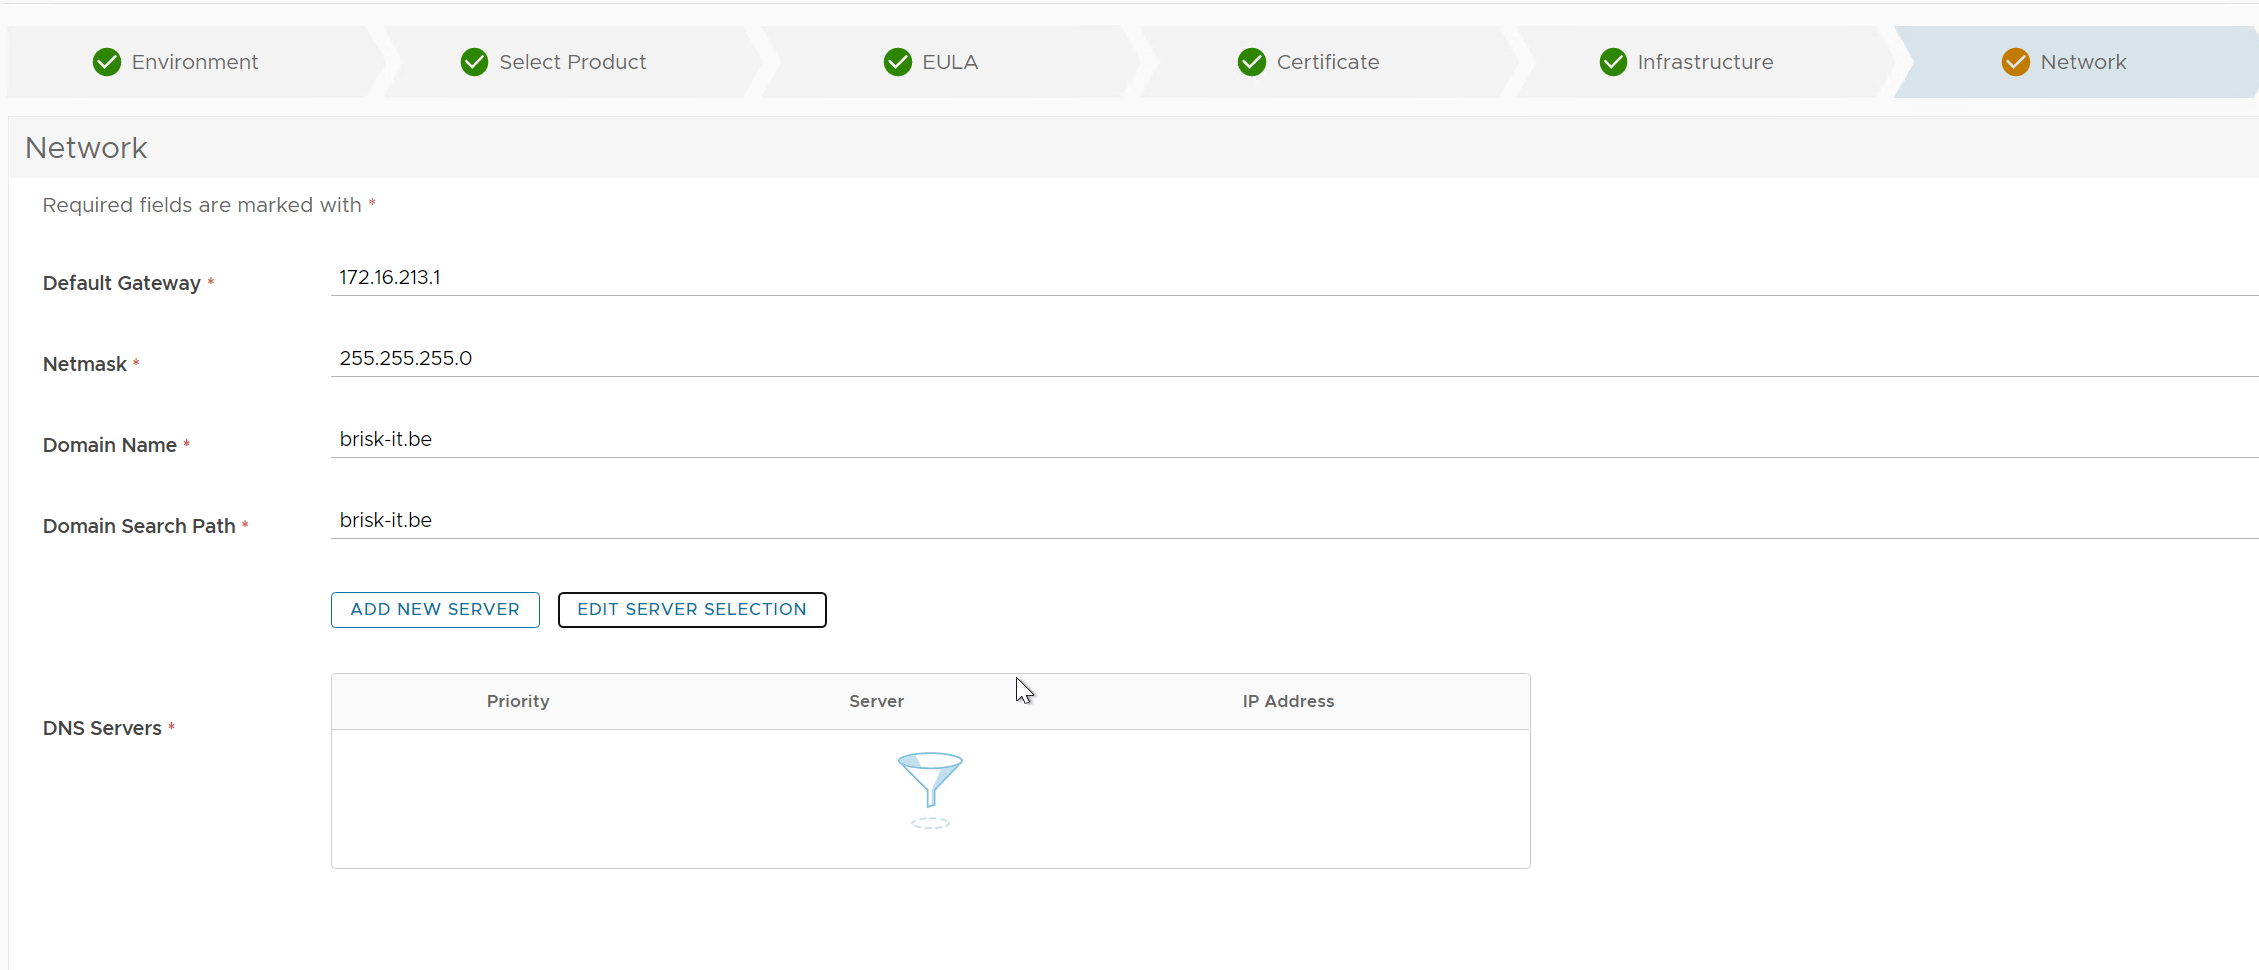 Environment
Select Product
EULA
Certificate
Infrastructure
Network
Network
Required fields are marked with *
Default Gateway * 172.16.213.1
Netmask * 255.255.255.0
Domain Name * brisk-it.be
Domain Search Path * brisk-it.be
ADD NEW SERVER EDIT SERVER SELECTION
Priority Server IP Address
DNS Servers *